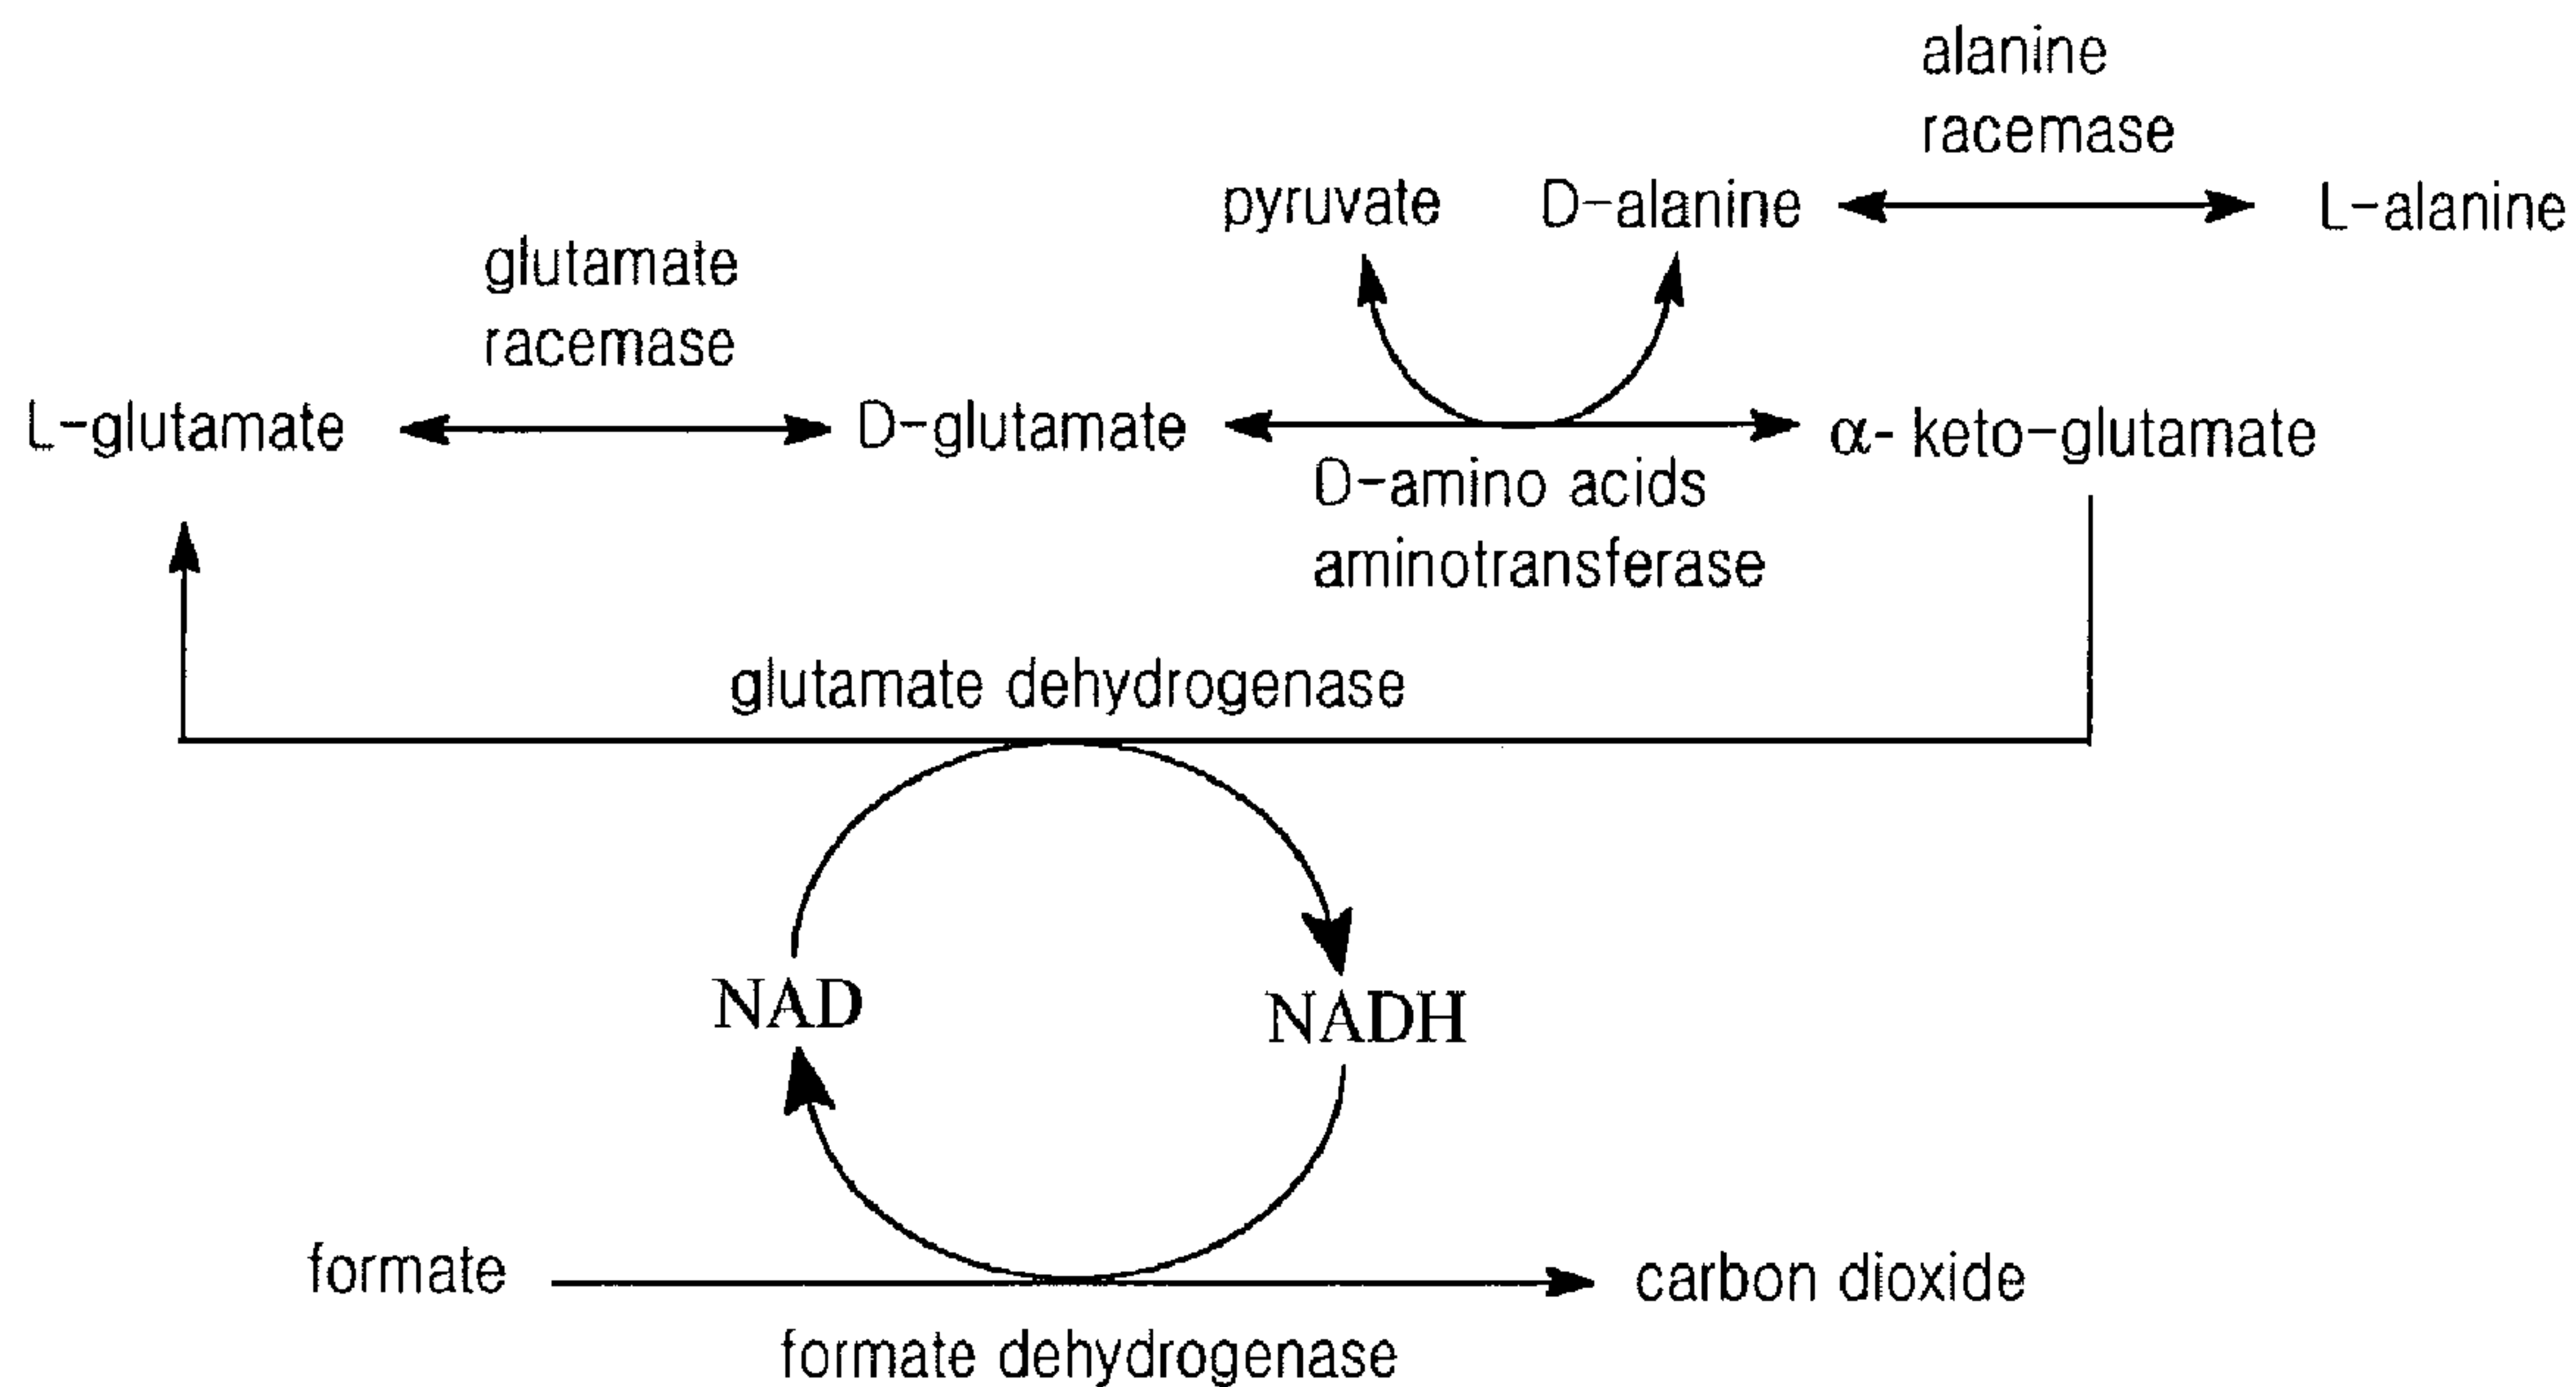 alanine
racemase
pyruvate D-alanine L-alanine
glutamate
racemase
L-glutamate D-glutamate α- keto-glutamate
D-amino acids
aminotransferase
glutamate dehydrogenase
NAD NADH
formate carbon dioxide
formate dehydrogenase